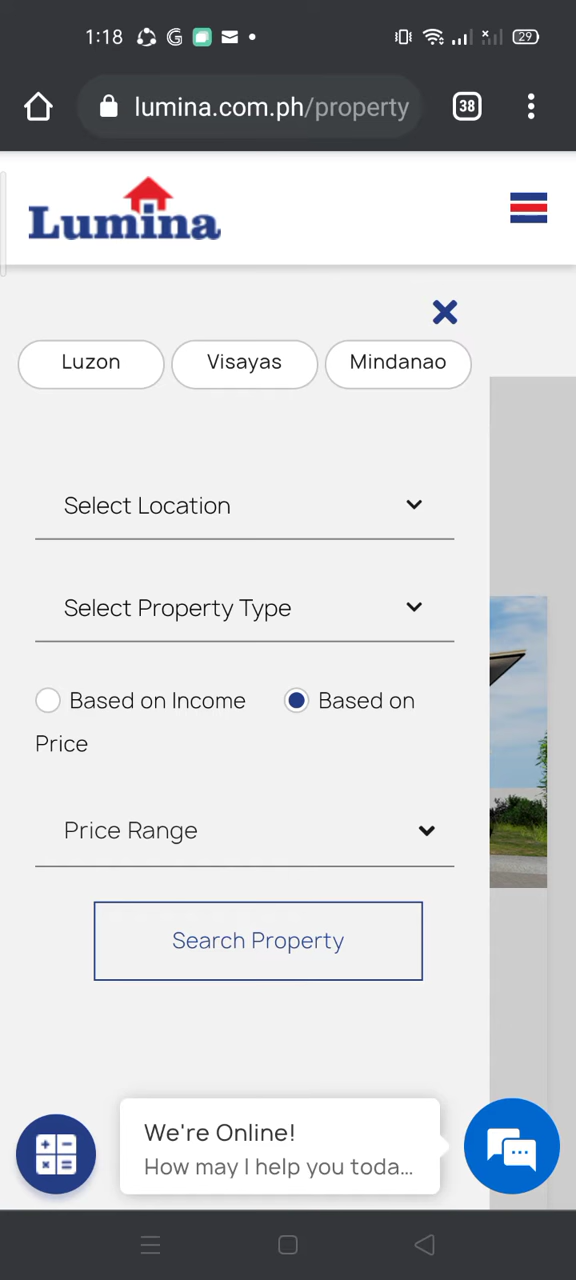 1:18 G 29
lumina.com.ph/property 38
Lumina
Luzon Visayas Mindanao
Select Location
Select Property Type
Based on Income Based on
Price
Price Range
Search Property
We're Online!
How may I help you toda...